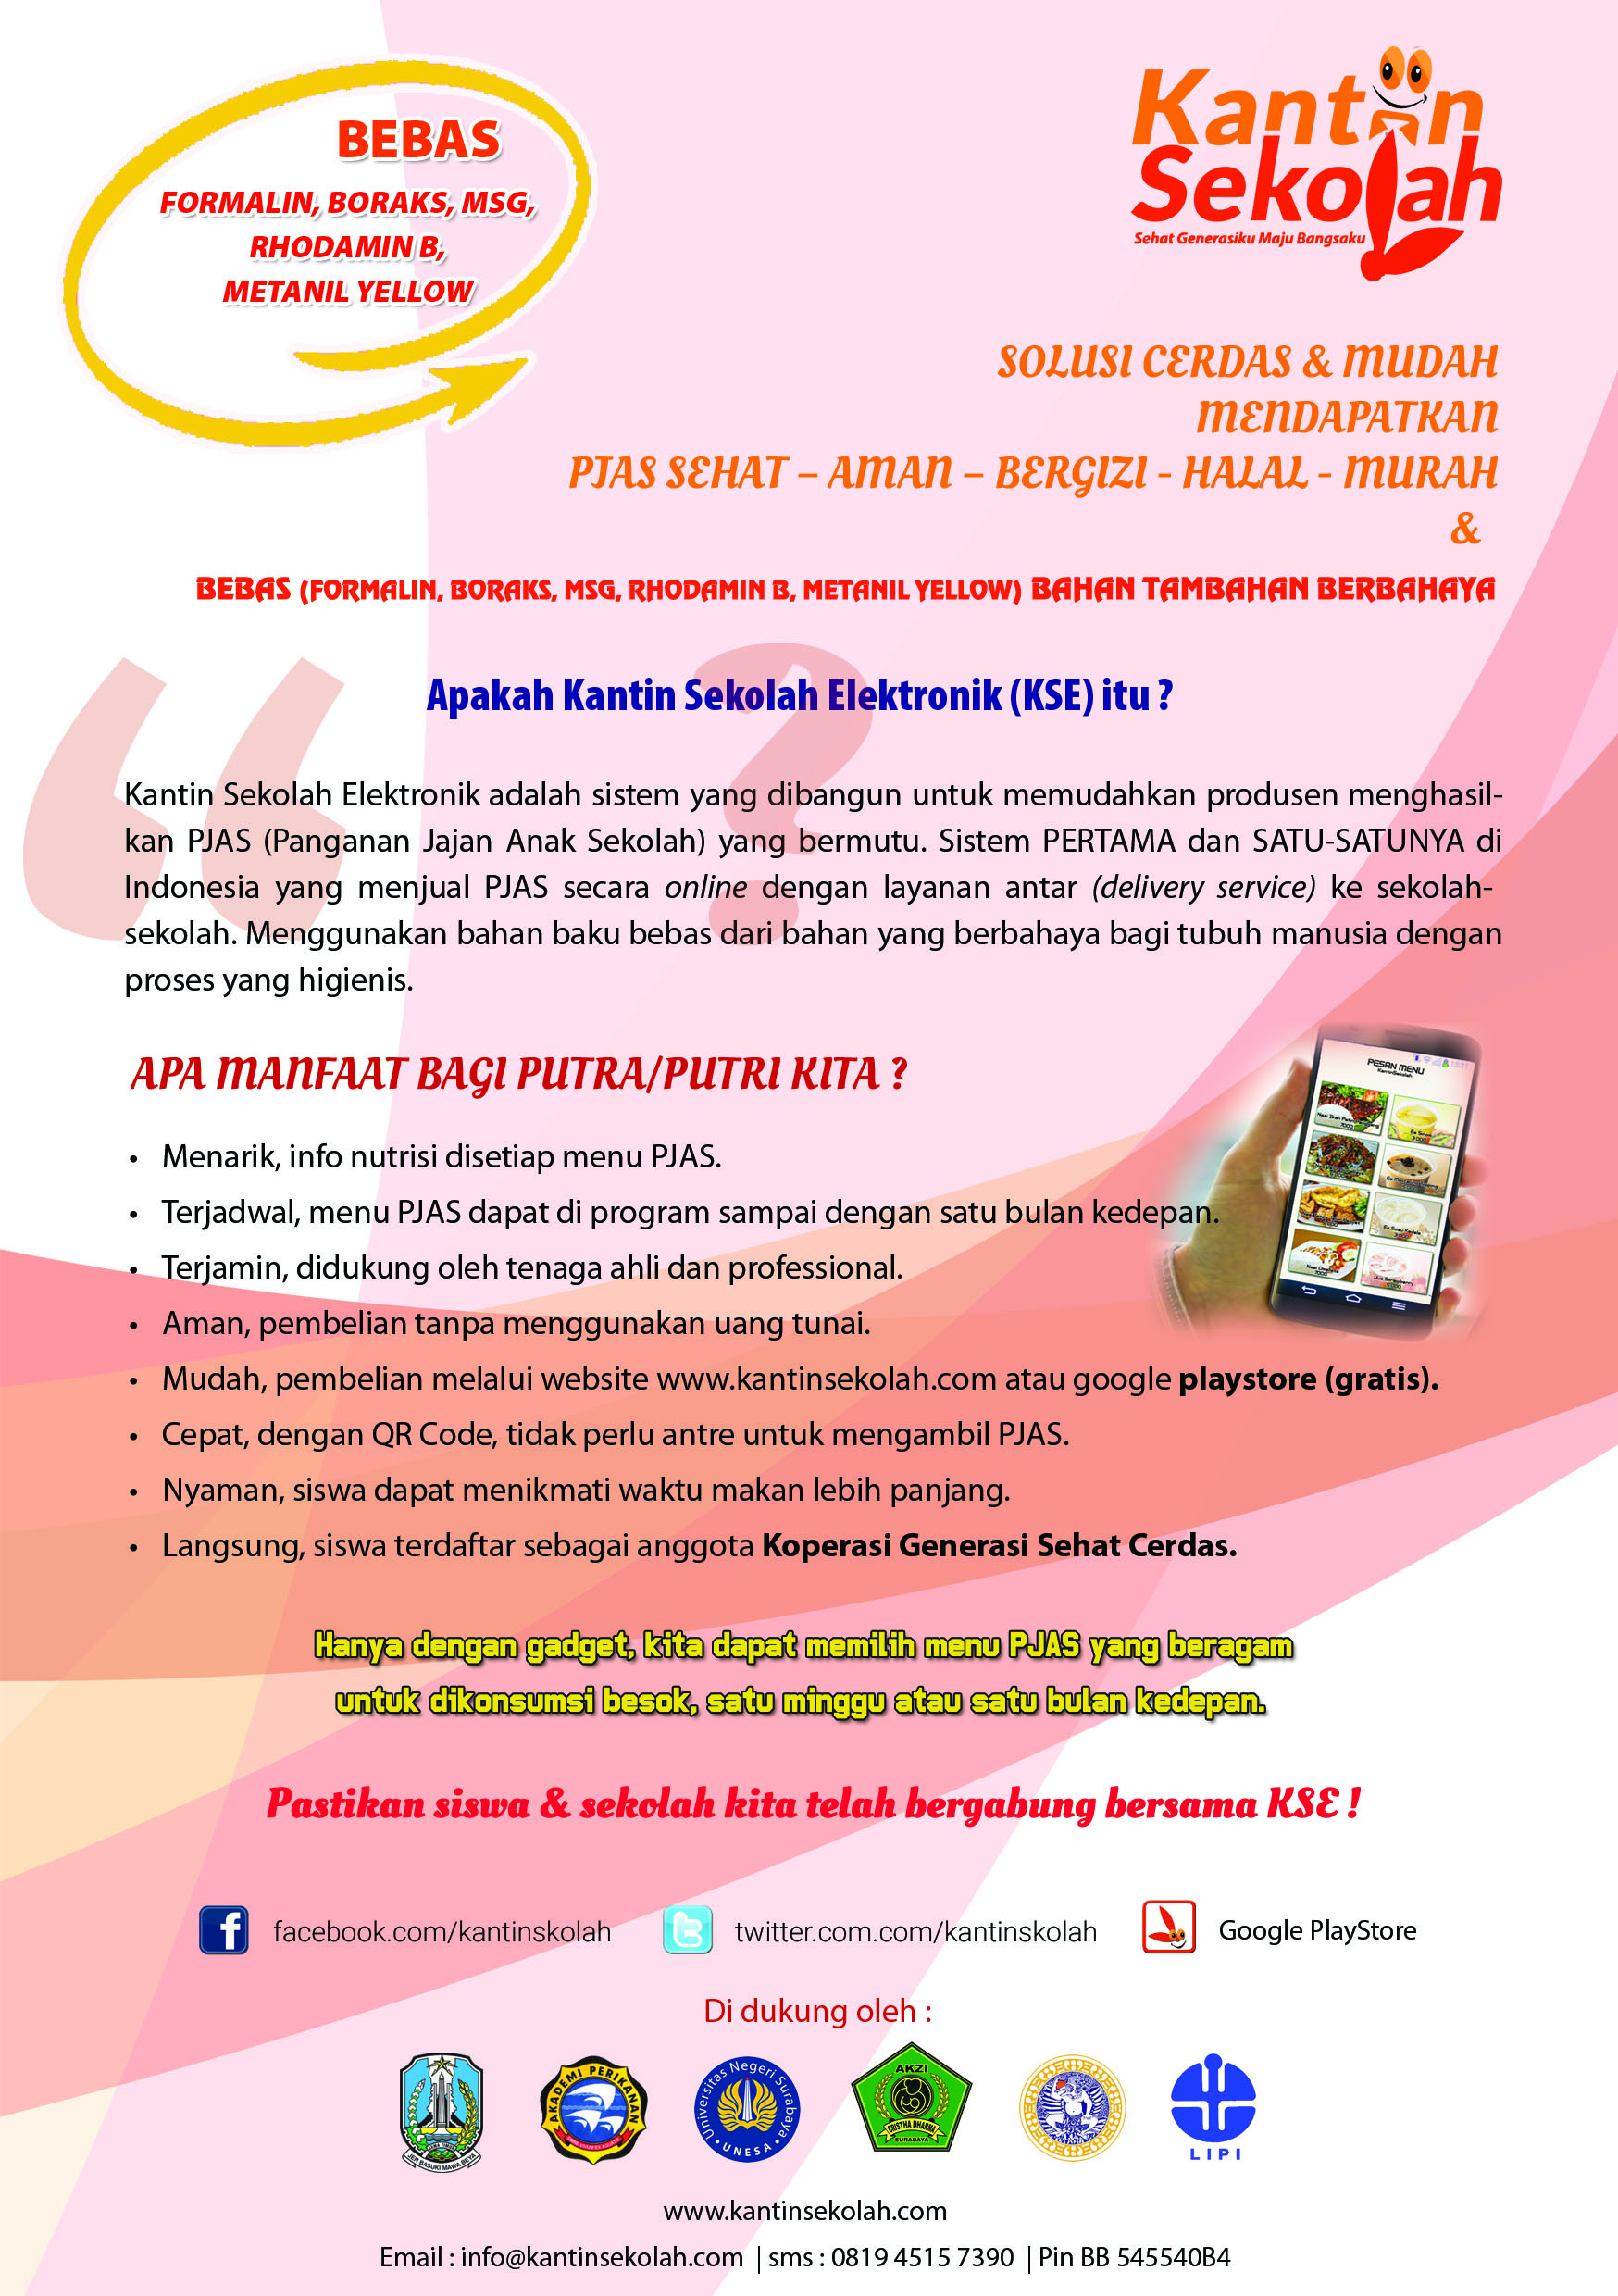 BEBAS
FORMALIN, BORAKS, MSG,
RHODAMIN B,
METANIL YELLOW
Kantin
Sekolah
Sehat Generasiku Maju Bangsaku
SOLUSI CERDAS & MUDAH
MENDAPATKAN
PJAS SEHAT – AMAN – BERGIZI - HALAL - MURAH
&
BEBAS (FORMALIN, BORAKS, MSG, RHODAMIN B, METANIL YELLOW) BAHAN TAMBAHAN BERBAHAYA
Apakah Kantin Sekolah Elektronik (KSE) itu ?
Kantin Sekolah Elektronik adalah sistem yang dibangun untuk memudahkan produsen menghasil-
kan PJAS (Panganan Jajan Anak Sekolah) yang bermutu. Sistem PERTAMA dan SATU-SATUNYA di
Indonesia yang menjual PJAS secara online dengan layanan antar (delivery service) ke sekolah-
sekolah. Menggunakan bahan baku bebas dari bahan yang berbahaya bagi tubuh manusia dengan
proses yang higienis.
APA MANFAAT BAGI PUTRA/PUTRI KITA ?
PESAN MENU
KantinSekolah
• Menarik, info nutrisi disetiap menu PJAS.
• Terjadwal, menu PJAS dapat di program sampai dengan satu bulan kedepan.
• Terjamin, didukung oleh tenaga ahli dan professional.
• Aman, pembelian tanpa menggunakan uang tunai.
• Mudah, pembelian melalui website www.kantinsekolah.com atau google playstore (gratis).
• Cepat, dengan QR Code, tidak perlu antre untuk mengambil PJAS.
• Nyaman, siswa dapat menikmati waktu makan lebih panjang.
• Langsung, siswa terdaftar sebagai anggota Koperasi Generasi Sehat Cerdas.
Hanya dengan gadget, kita dapat memilih menu PJAS yang beragam
untuk dikonsumsi besok, satu minggu atau satu bulan kedepan.
Pastikan siswa & sekolah kita telah bergabung bersama KSE !
facebook.com/kantinskolah
twitter.com.com/kantinskolah
Google PlayStore
Di dukung oleh :
JAWA TIMUR
JER BASUKI MAWA BEYA
AKADEMI PERIKANAN
Universitas Negeri Surabaya
UNESA
AKZI
CRISTHA DHARMA
SURABAYA
LIPI
www.kantinsekolah.com
Email : info@kantinsekolah.com | sms : 0819 4515 7390 | Pin BB 545540B4